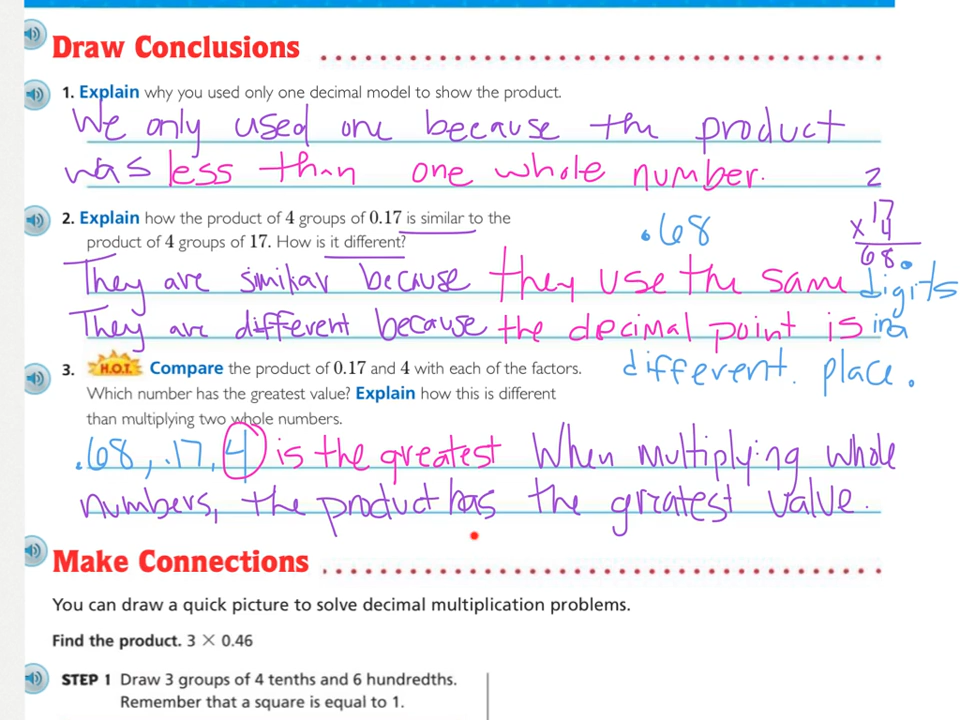 Draw Conclusions
1. Explain why you used only one decimal model to show the product.
We only used one because the product
was less than one whole number.
2
2. Explain how the product of 4 groups of 0.17 is similar to the
.68
17
x 4
product of 4 groups of 17. How is it different?
68.
They are similar because they use the same digits
They are different because the decimal point is in a
3. H.O.T. Compare the product of 0.17 and 4 with each of the factors.
different place.
Which number has the greatest value? Explain how this is different
than multiplying two whole numbers.
.68, .17, 4 is the greatest When multiplying whole
numbers, the product has the greatest value.
Make Connections
You can draw a quick picture to solve decimal multiplication problems.
Find the product. 3 × 0.46
STEP 1 Draw 3 groups of 4 tenths and 6 hundredths.
Remember that a square is equal to 1.